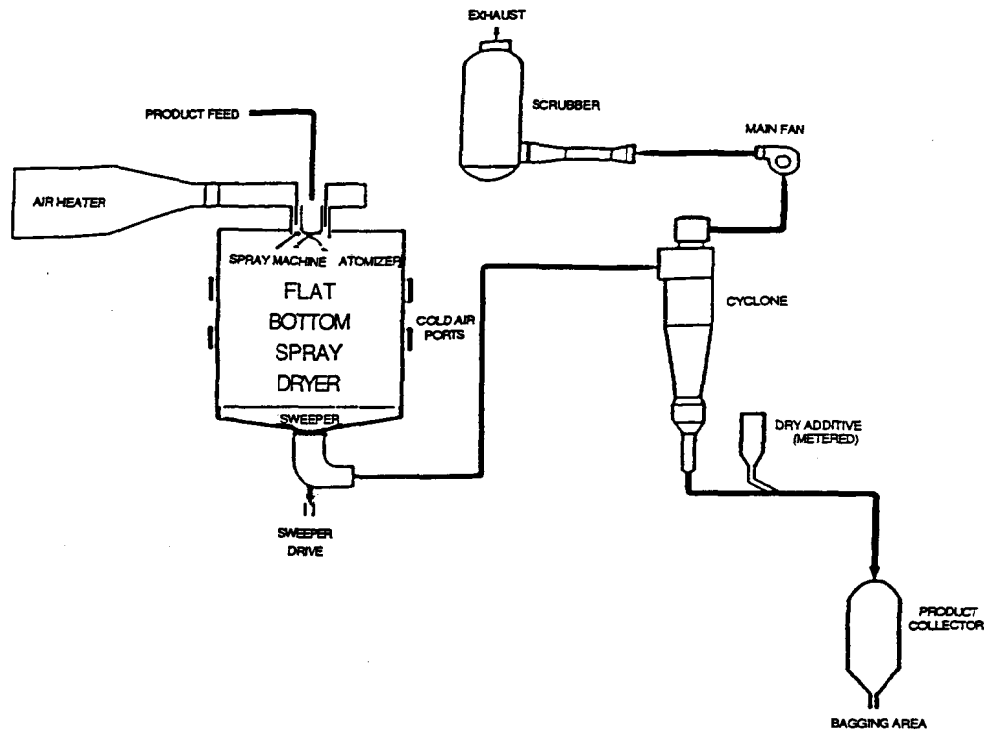 EXHAUST
SCRUBBER
PRODUCT FEED
MAIN FAN
AIR HEATER
SPRAY MACHINE
ATOMIZER
FLAT
BOTTOM
SPRAY
DRYER
COLD AIR
PORTS
CYCLONE
SWEEPER
DRY ADDITIVE
(METERED)
SWEEPER
DRIVE
PRODUCT
COLLECTOR
BAGGING AREA